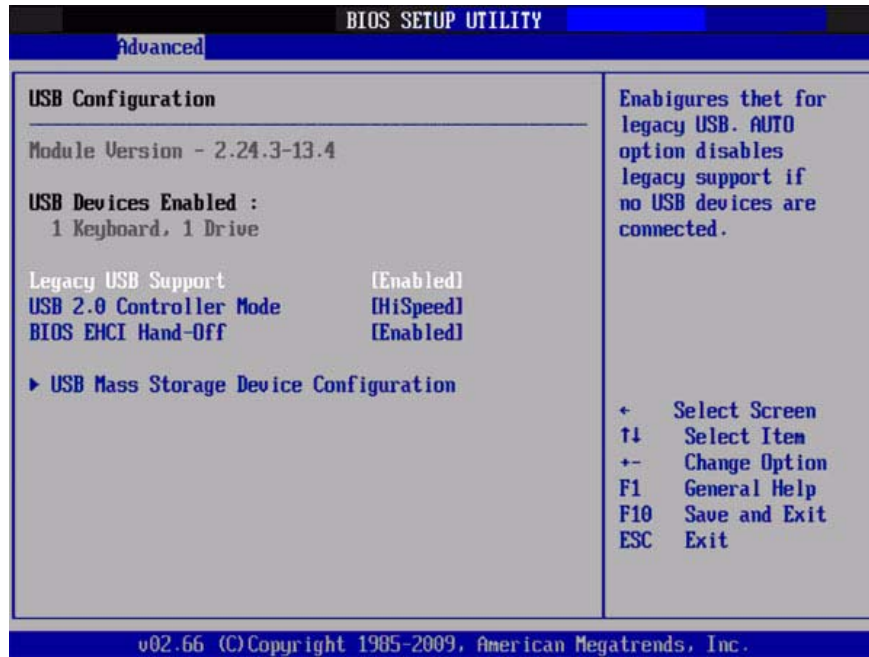 BIOS SETUP UTILITY
Advanced
USB Configuration
Module Version - 2.24.3-13.4
USB Devices Enabled :
1 Keyboard, 1 Drive
Legacy USB Support [Enabled]
USB 2.0 Controller Mode [HiSpeed]
BIOS EHCI Hand-Off [Enabled]
▶ USB Mass Storage Device Configuration
Enabigures thet for
legacy USB. AUTO
option disables
legacy support if
no USB devices are
connected.
← Select Screen
↑↓ Select Item
+- Change Option
F1 General Help
F10 Save and Exit
ESC Exit
v02.66 (C)Copyright 1985-2009, American Megatrends, Inc.